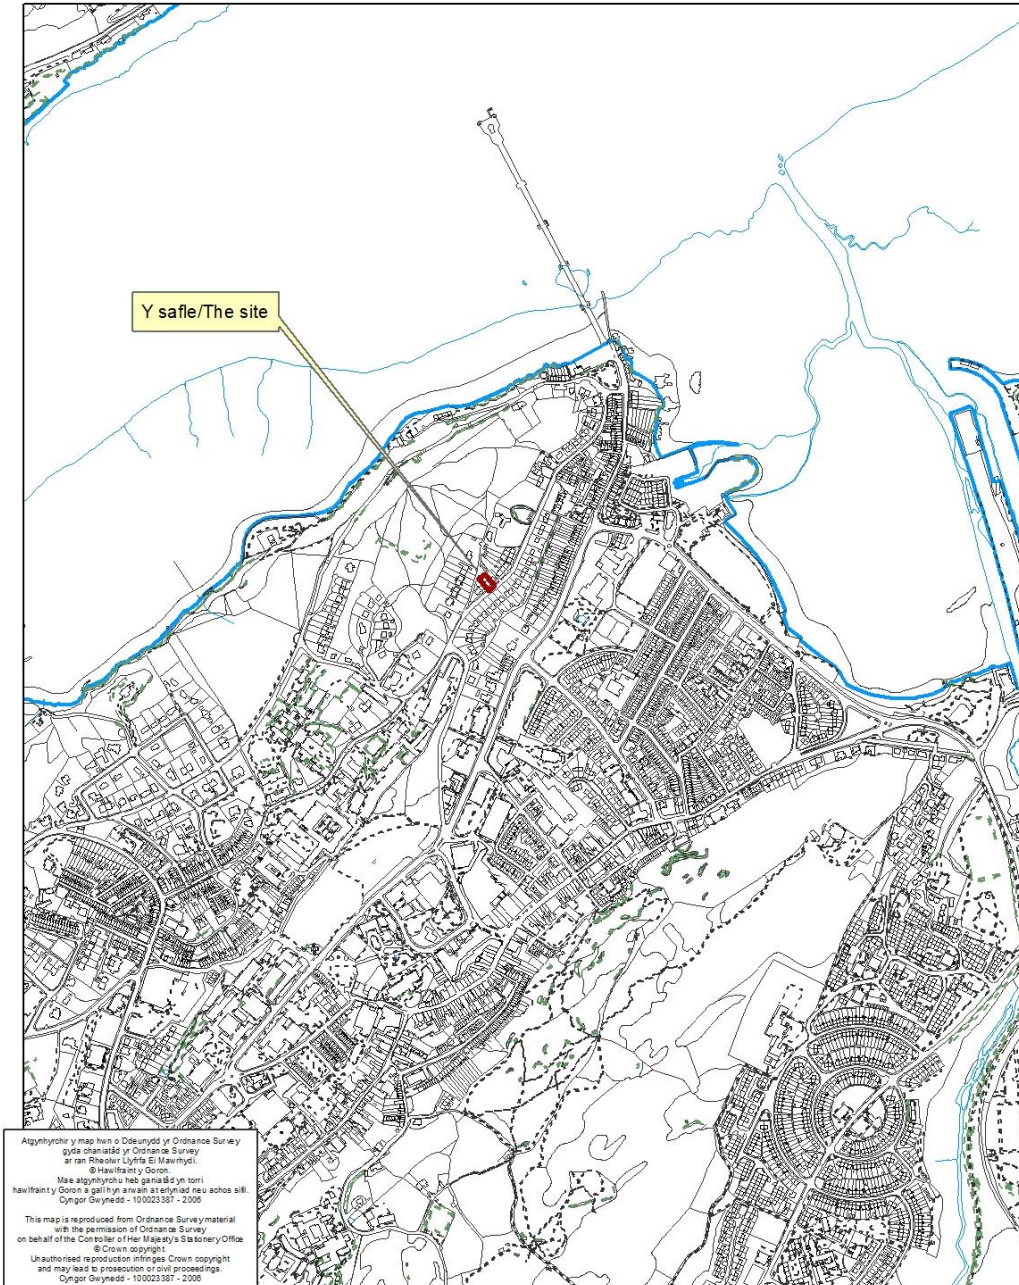 Y safle/The site
Atgynhyrchir y map hwn o Ddeunydd yr Ordnance Survey
gyda chaniatâd yr Ordnance Survey
ar ran Rheolwr Llyfrfa Ei Mawrhydi.
© Hawlfraint y Goron.
Mae atgynhyrchu heb ganiatâd yn torri
hawlfraint y Goron a gall hyn arwain at erlyniad neu achos sifil.
Cyngor Gwynedd - 100023387 - 2006
This map is reproduced from Ordnance Survey material
with the permission of Ordnance Survey
on behalf of the Controller of Her Majesty's Stationery Office
© Crown copyright.
Unauthorised reproduction infringes Crown copyright
and may lead to prosecution or civil proceedings.
Cyngor Gwynedd - 100023387 - 2006